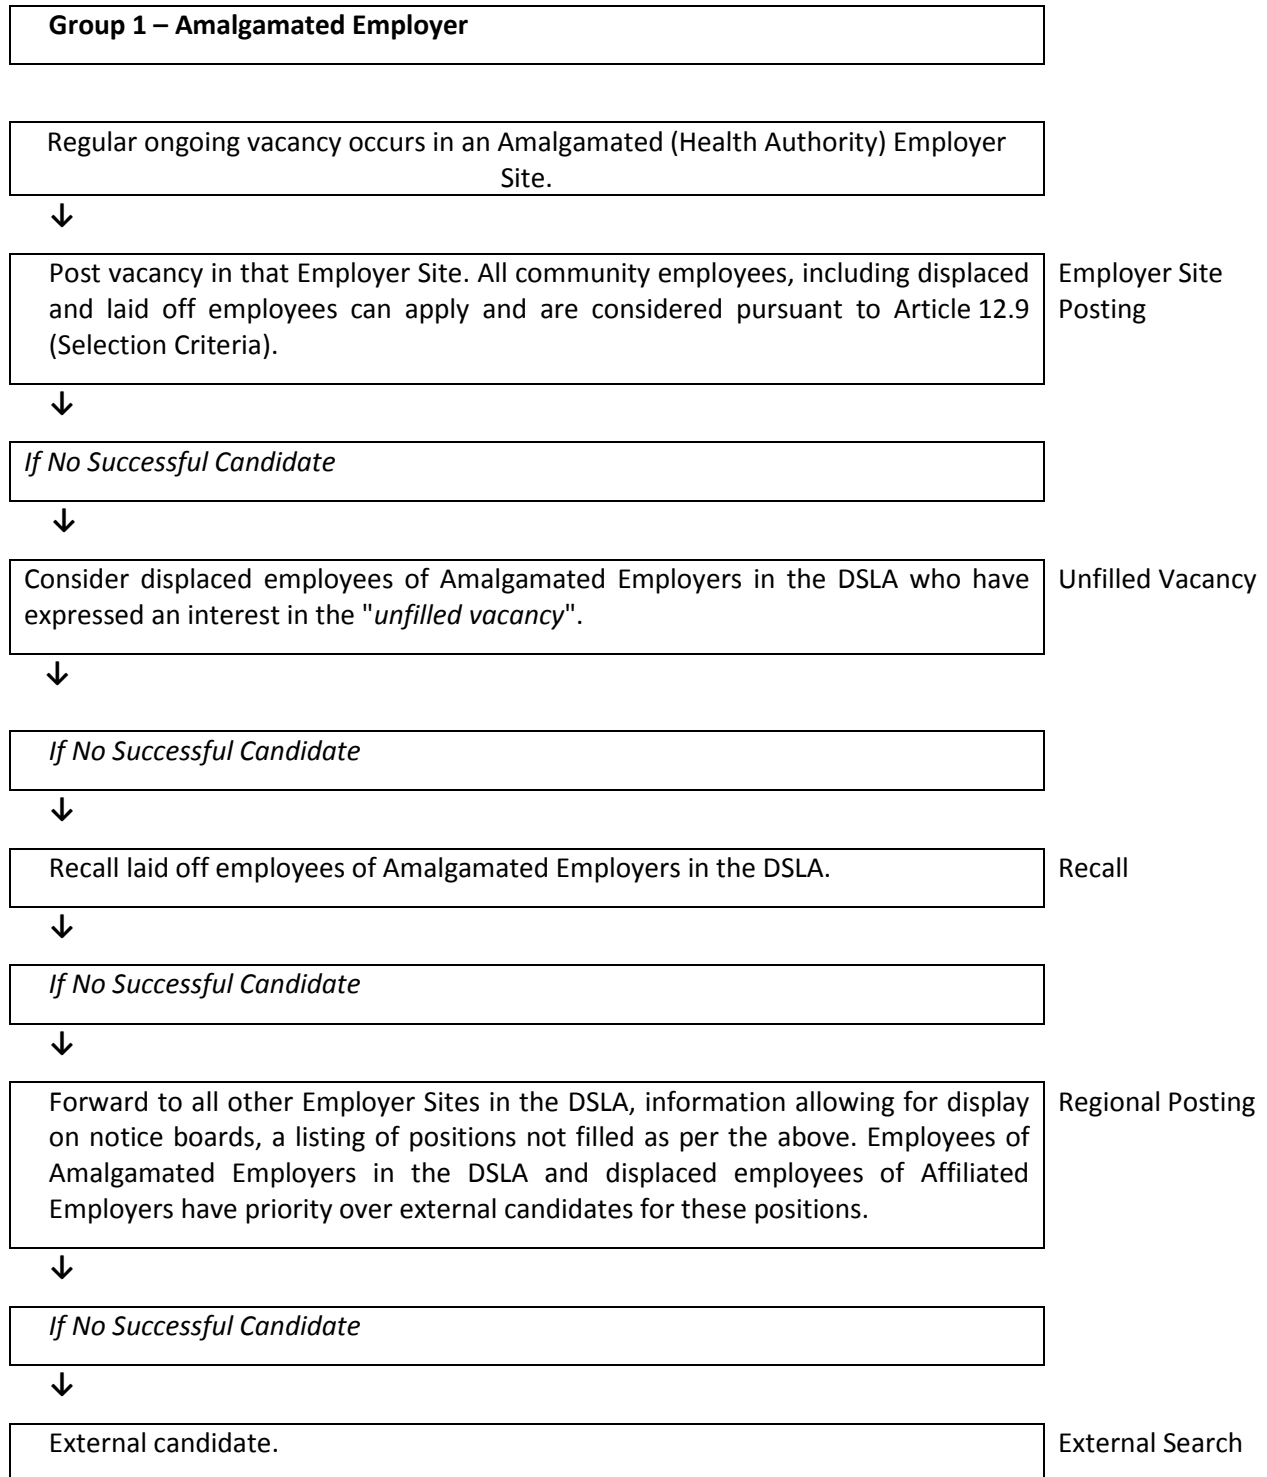 Group 1 – Amalgamated Employer
Regular ongoing vacancy occurs in an Amalgamated (Health Authority) Employer
Site.
↓
Post vacancy in that Employer Site. All community employees, including displaced
and laid off employees can apply and are considered pursuant to Article 12.9
(Selection Criteria).
Employer Site
Posting
↓
If No Successful Candidate
↓
Consider displaced employees of Amalgamated Employers in the DSLA who have
expressed an interest in the "unfilled vacancy".
Unfilled Vacancy
↓
If No Successful Candidate
↓
Recall laid off employees of Amalgamated Employers in the DSLA.
Recall
↓
If No Successful Candidate
↓
Forward to all other Employer Sites in the DSLA, information allowing for display
on notice boards, a listing of positions not filled as per the above. Employees of
Amalgamated Employers in the DSLA and displaced employees of Affiliated
Employers have priority over external candidates for these positions.
Regional Posting
↓
If No Successful Candidate
↓
External candidate.
External Search